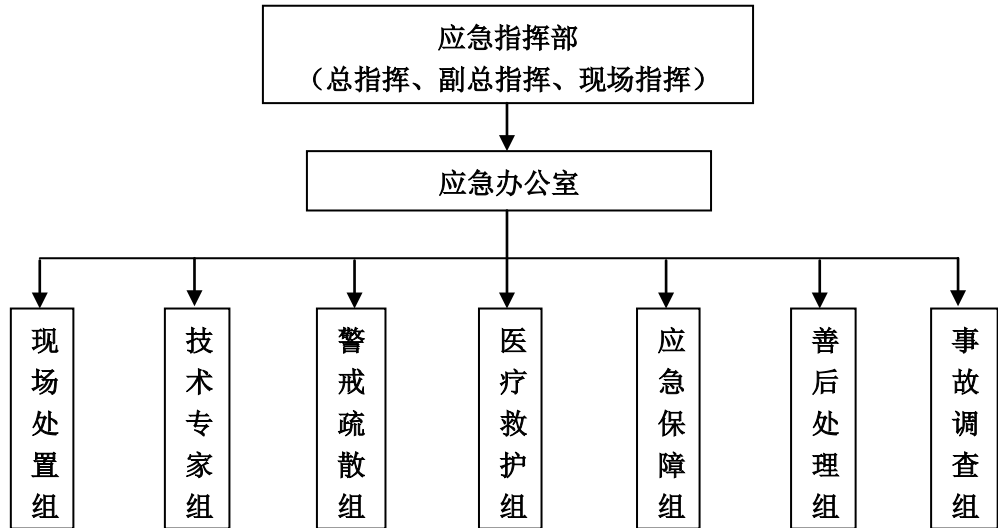 应急指挥部
（总指挥、副总指挥、现场指挥）
应急办公室
现场处置组
技术专家组
警戒疏散组
医疗救护组
应急保障组
善后处理组
事故调查组